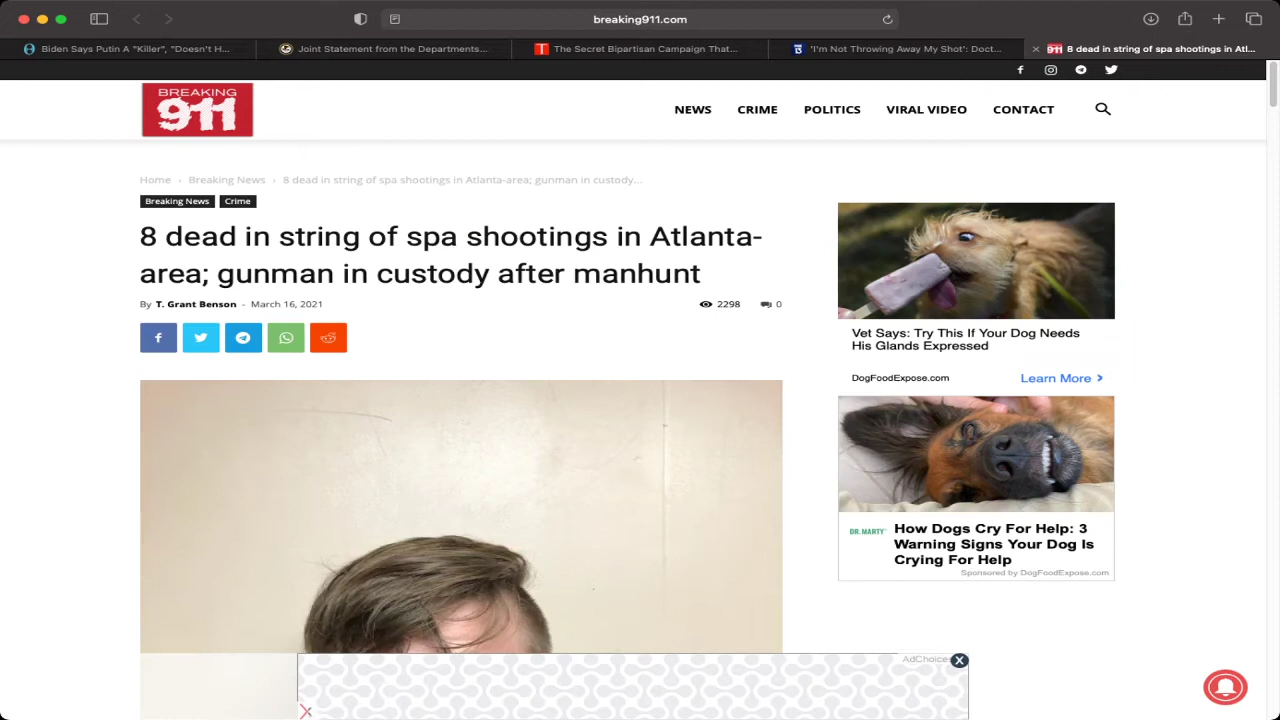 breaking911.com
Biden Says Putin A "Killer", "Doesn't H...
Joint Statement from the Departments...
The Secret Bipartisan Campaign That...
'I'm Not Throwing Away My Shot': Doct...
8 dead in string of spa shootings in Atl...
BREAKING
911
NEWS CRIME POLITICS VIRAL VIDEO CONTACT
Home › Breaking News › 8 dead in string of spa shootings in Atlanta-area; gunman in custody...
Breaking News Crime
8 dead in string of spa shootings in Atlanta-
area; gunman in custody after manhunt
By T. Grant Benson - March 16, 2021
2298 0
Vet Says: Try This If Your Dog Needs
His Glands Expressed
DogFoodExpose.com Learn More >
DR. MARTY
How Dogs Cry For Help: 3
Warning Signs Your Dog Is
Crying For Help
Sponsored by DogFoodExpose.com
AdChoices